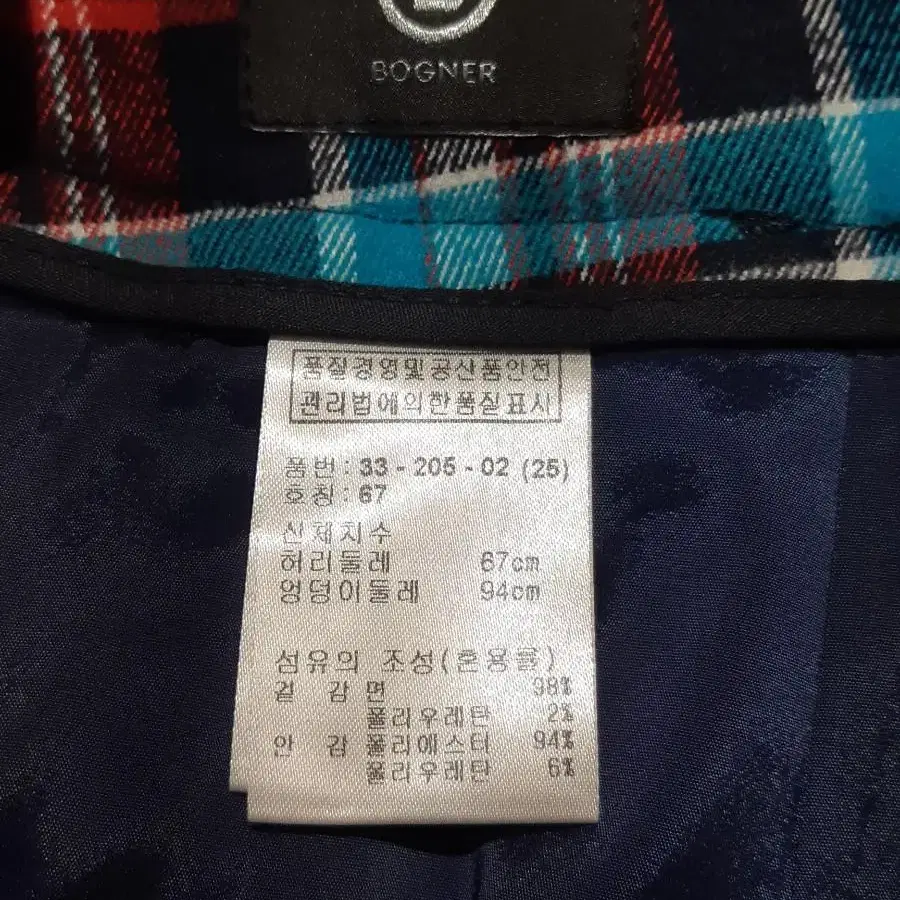 BOGNER
품질경영및공산품안전
관리법에의한품질표시
품번 : 33 - 205 - 02 (25)
호칭 : 67
신체치수
허리둘레 67cm
엉덩이둘레 94cm
섬유의 조성(혼용율)
겉 감 면 98%
폴리우레탄 2%
안 감 폴리에스터 94%
폴리우레탄 6%